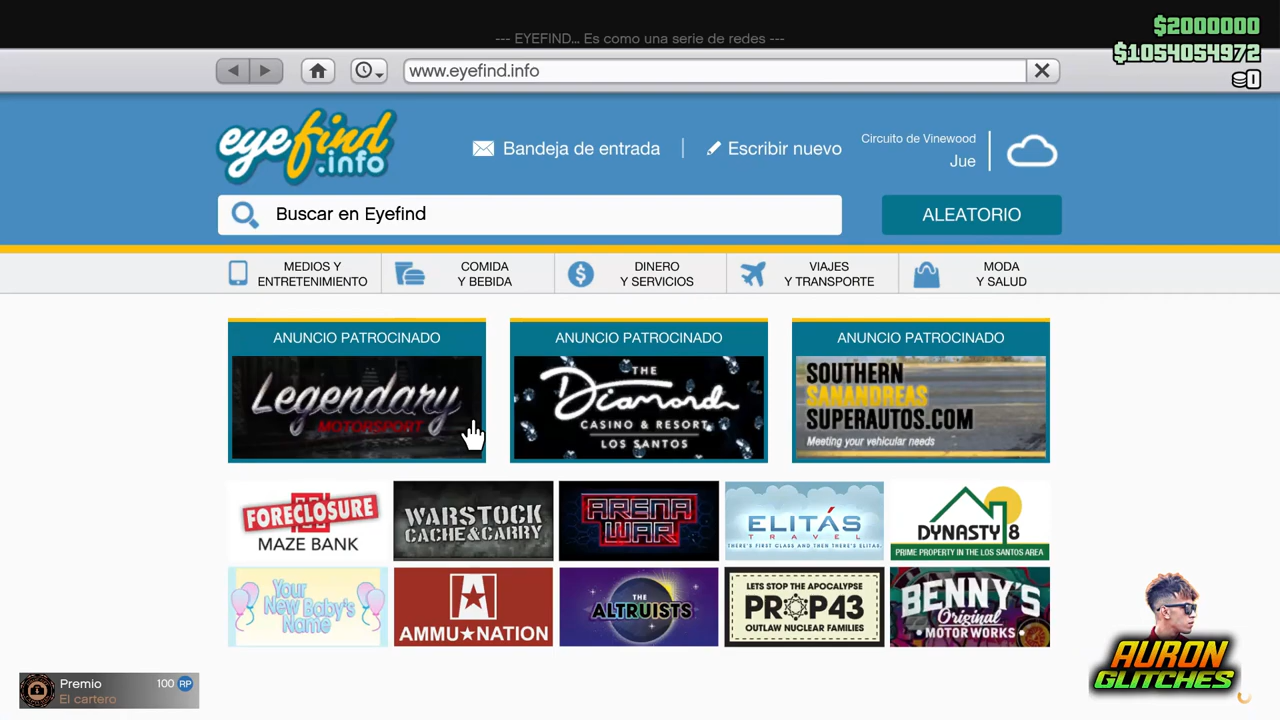 $2000000
--- EYEFIND... Es como una serie de redes ---
$1054054972
0
www.eyefind.info
eyefind
.info
Bandeja de entrada
Escribir nuevo
Circuito de Vinewood
Jue
Buscar en Eyefind
ALEATORIO
MEDIOS Y
ENTRETENIMIENTO
COMIDA
Y BEBIDA
DINERO
Y SERVICIOS
VIAJES
Y TRANSPORTE
MODA
Y SALUD
ANUNCIO PATROCINADO
Legendary
MOTORSPORT
ANUNCIO PATROCINADO
THE
Diamond
CASINO & RESORT
LOS SANTOS
ANUNCIO PATROCINADO
SOUTHERN
SANANDREAS
SUPERAUTOS.COM
Meeting your vehicular needs
FORECLOSURE
MAZE BANK
WARSTOCK
CACHE&CARRY
ARENA
WAR
ELITÁS
TRAVEL
THERE'S FIRST CLASS AND THEN THERE'S ELITAS.
DYNASTY 8
PRIME PROPERTY IN THE LOS SANTOS AREA
Your
New Baby's
Name
AMMU★NATION
THE
ALTRUISTS
LETS STOP THE APOCALYPSE
PROP43
OUTLAW NUCLEAR FAMILIES
BENNY'S
Original
MOTOR WORKS
Premio
100 RP
El cartero
AURON
GLITCHES